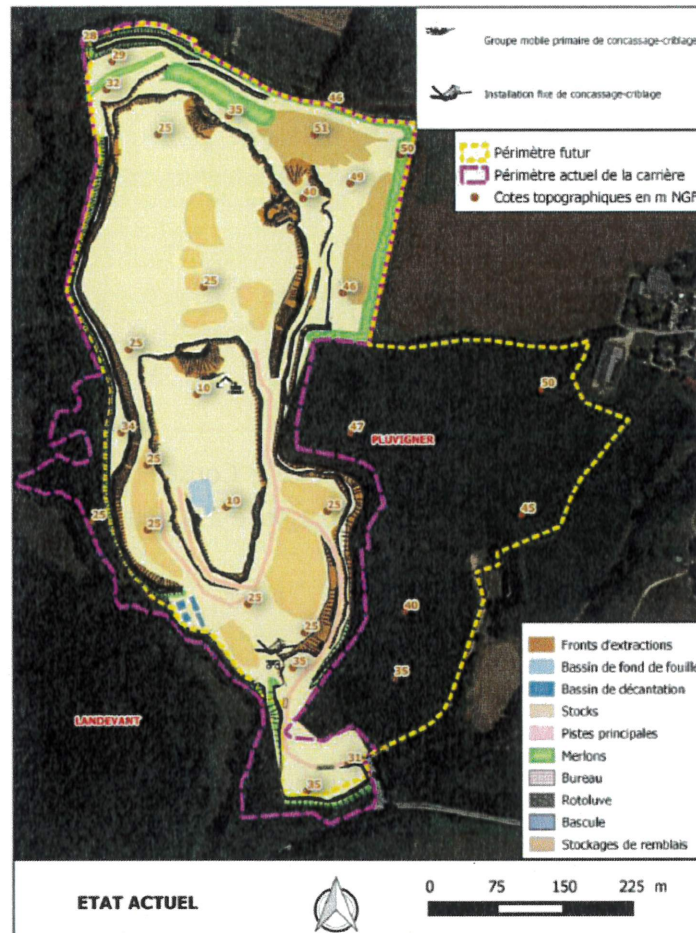 Groupe mobile primaire de concassage-criblage
Installation fixe de concassage-criblage
Périmètre futur
Périmètre actuel de la carrière
Cotes topographiques en m NGF
28
29
32
46
35
51
25
50
49
40
25
46
25
10
50
34
47
PLUVIGNER
25
10
25
45
25
25
25
40
25
35
35
LANDEVANT
31
35
Fronts d'extractions
Bassin de fond de fouille
Bassin de décantation
Stocks
Pistes principales
Merlons
Bureau
Rotoluve
Bascule
Stockages de remblais
ETAT ACTUEL
0 75 150 225 m